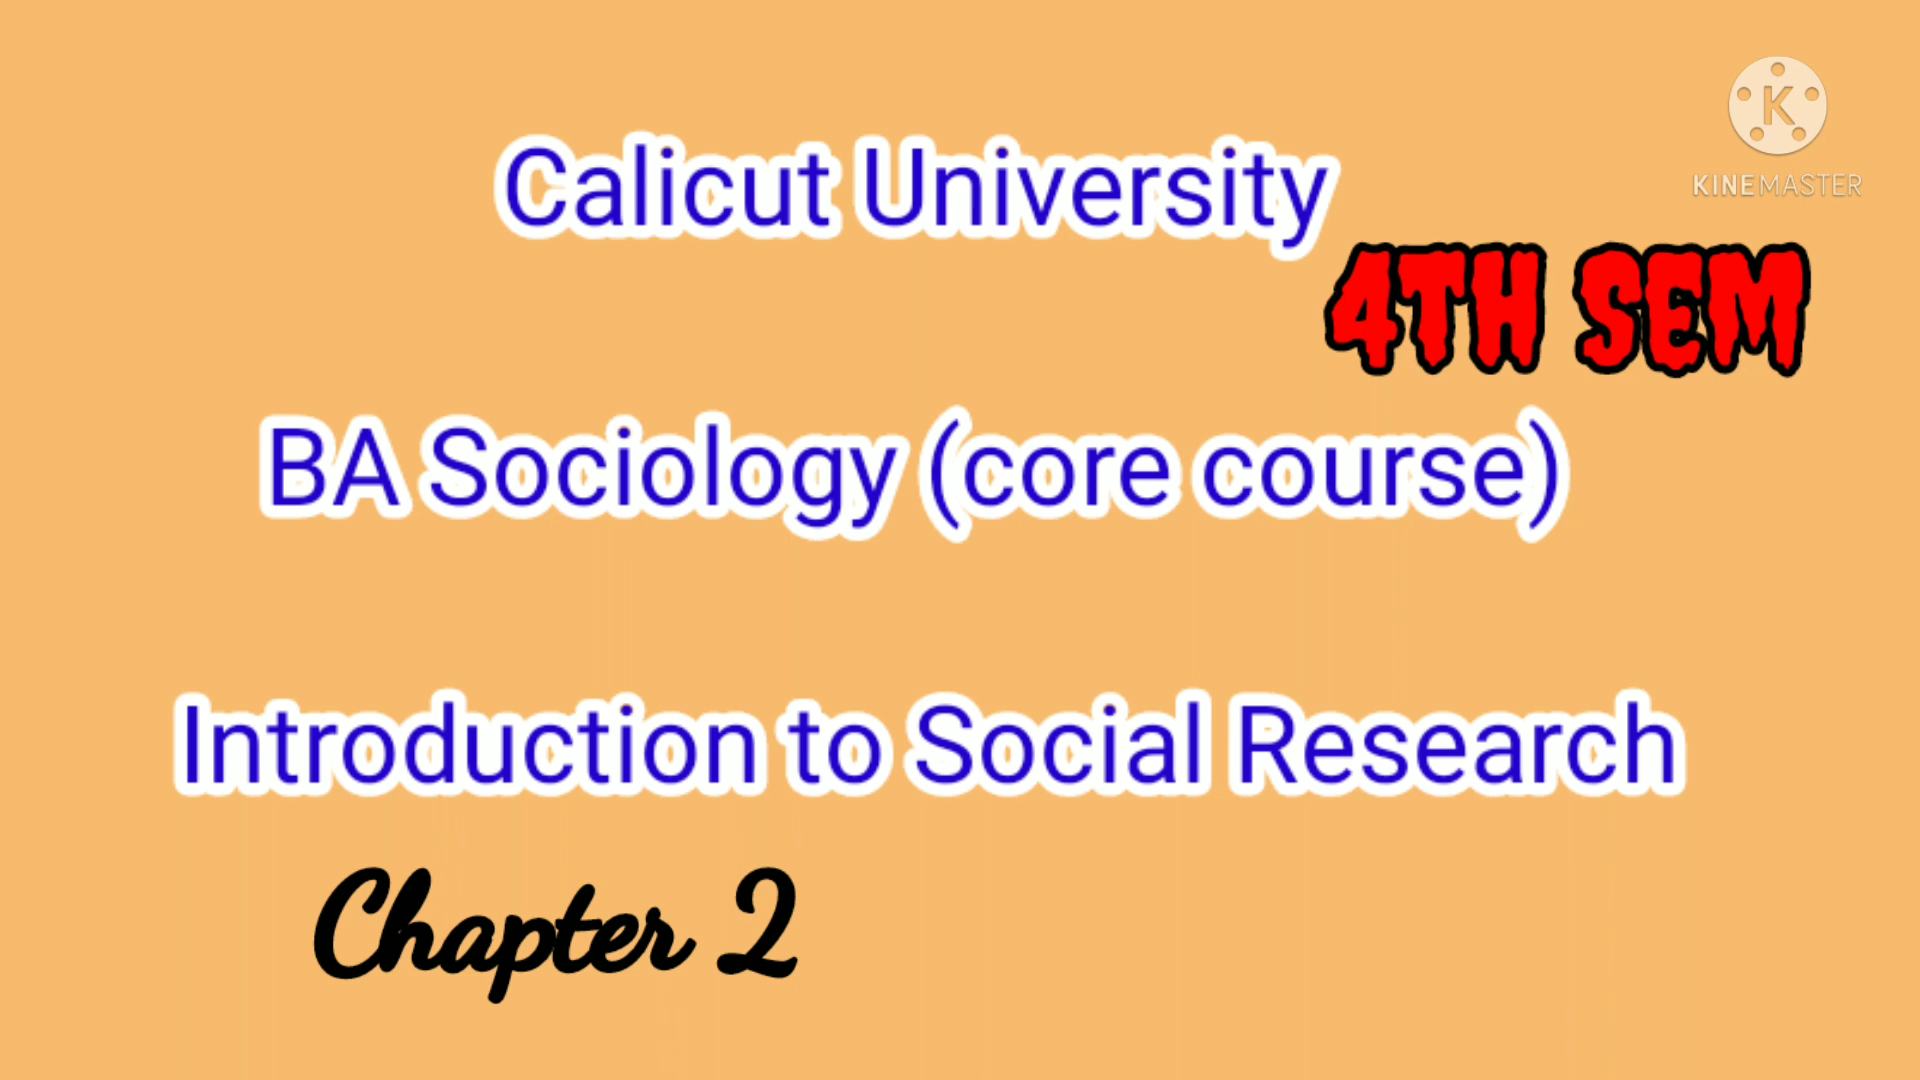 Calicut University
K
KINEMASTER
4TH SEM
BA Sociology (core course)
Introduction to Social Research
Chapter 2